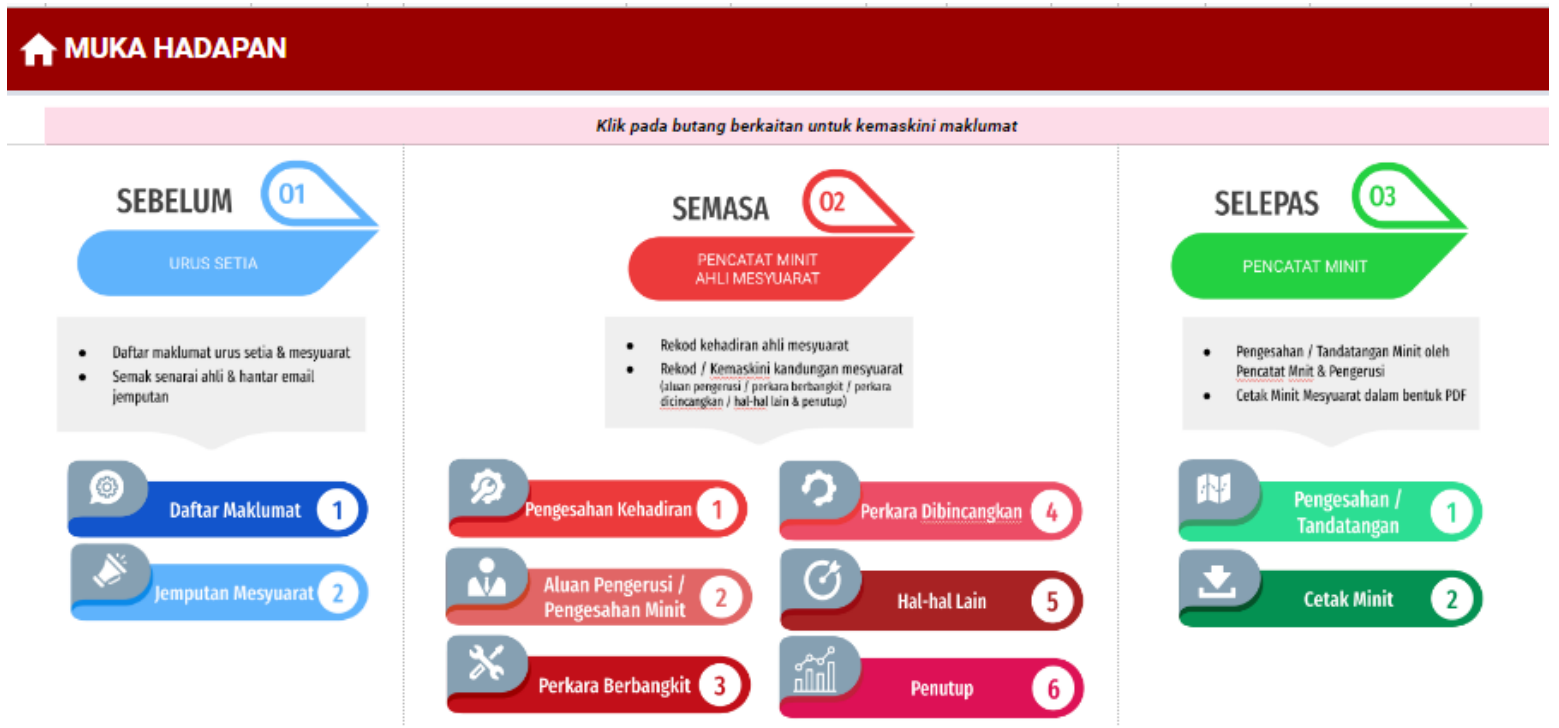 MUKA HADAPAN
Klik pada butang berkaitan untuk kemaskini maklumat
SEBELUM
01
URUS SETIA
Daftar maklumat urus setia & mesyuarat
Semak senarai ahli & hantar email
jemputan
Daftar Maklumat
1
Jemputan Mesyuarat
2
SEMASA
02
PENCATAT MINIT
AHLI MESYUARAT
Rekod kehadiran ahli mesyuarat
Rekod / Kemaskini kandungan mesyuarat
(aluan pengerusi / perkara berbangkit / perkara
dicincangkan / hal-hal lain & penutup)
Pengesahan Kehadiran
1
Aluan Pengerusi /
Pengesahan Minit
2
Perkara Berbangkit
3
Perkara Dibincangkan
4
Hal-hal Lain
5
Penutup
6
SELEPAS
03
PENCATAT MINIT
Pengesahan / Tandatangan Minit oleh
Pencatat Mnit & Pengerusi
Cetak Minit Mesyuarat dalam bentuk PDF
Pengesahan /
Tandatangan
1
Cetak Minit
2